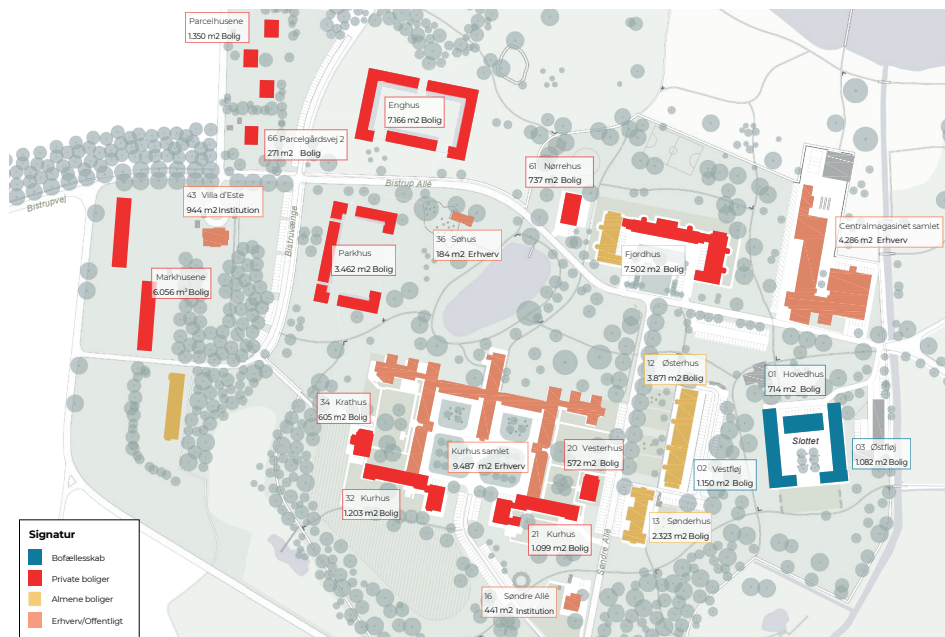 Parcelhusene
1.350 m2 Bolig
Enghus
7.166 m2 Bolig
66 Parcelgårdsvej 2
271 m2 Bolig
61 Nørrehus
737 m2 Bolig
Bistrup Allé
Bistrupvej
43 Villa d'Este
944 m2 Institution
Bistrupvænge
36 Søhus
184 m2 Erhverv
Centralmagasinet samlet
4.286 m2 Erhverv
Parkhus
3.462 m2 Bolig
Fjordhus
7.502 m2 Bolig
Markhusene
6.056 m² Bolig
12 Østerhus
3.871 m2 Bolig
01 Hovedhus
714 m2 Bolig
34 Krathus
605 m2 Bolig
Kurhus samlet
9.487 m2 Erhverv
20 Vesterhus
572 m2 Bolig
Slottet
03 Østfløj
1.082 m2 Bolig
02 Vestfløj
1.150 m2 Bolig
32 Kurhus
1.203 m2 Bolig
21 Kurhus
1.099 m2 Bolig
13 Sønderhus
2.323 m2 Bolig
Søndre Allé
16 Søndre Allé
441 m2 Institution
Signatur
Bofællesskab
Private boliger
Almene boliger
Erhverv/Offentligt